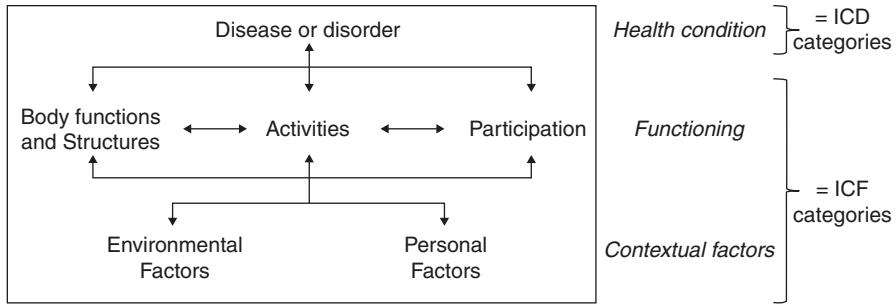 Disease or disorder
Health condition
= ICD
categories
Body functions
and Structures
Activities
Participation
Functioning
= ICF
categories
Environmental
Factors
Personal
Factors
Contextual factors